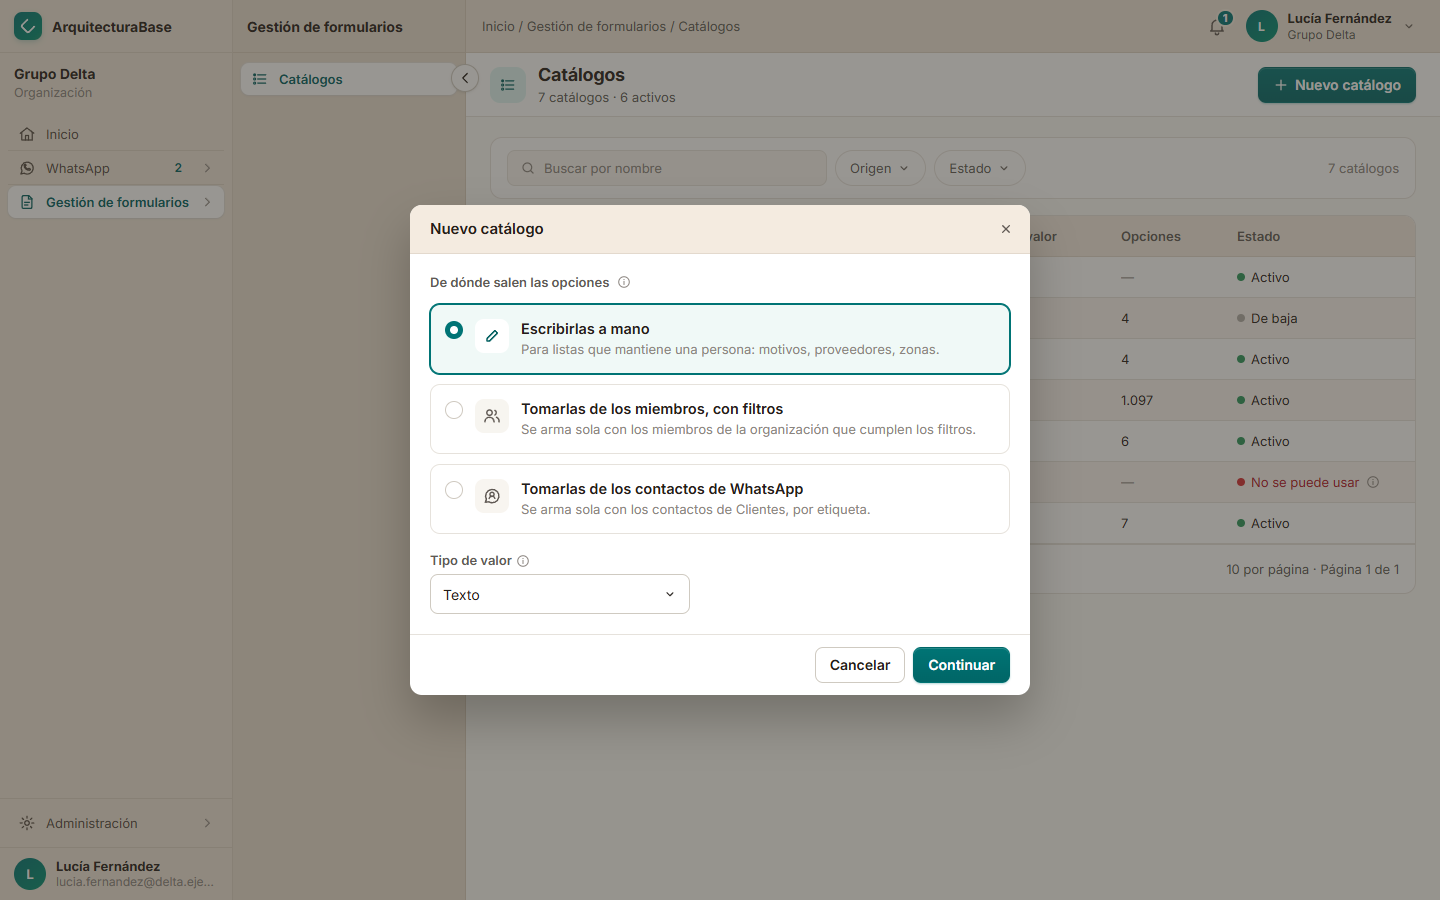 ArquitecturaBase
Gestión de formularios
Inicio / Gestión de formularios / Catálogos
1
L
Lucía Fernández
Grupo Delta
Grupo Delta
Organización
Inicio
WhatsApp 2
Gestión de formularios
Catálogos
Catálogos
7 catálogos · 6 activos
Nuevo catálogo
Buscar por nombre
Origen
Estado
7 catálogos
valor Opciones Estado
— Activo
4 De baja
4 Activo
1.097 Activo
6 Activo
— No se puede usar
7 Activo
10 por página · Página 1 de 1
Nuevo catálogo
De dónde salen las opciones
Escribirlas a mano
Para listas que mantiene una persona: motivos, proveedores, zonas.
Tomarlas de los miembros, con filtros
Se arma sola con los miembros de la organización que cumplen los filtros.
Tomarlas de los contactos de WhatsApp
Se arma sola con los contactos de Clientes, por etiqueta.
Tipo de valor
Texto
Cancelar
Continuar
Administración
L
Lucía Fernández
lucia.fernandez@delta.eje...